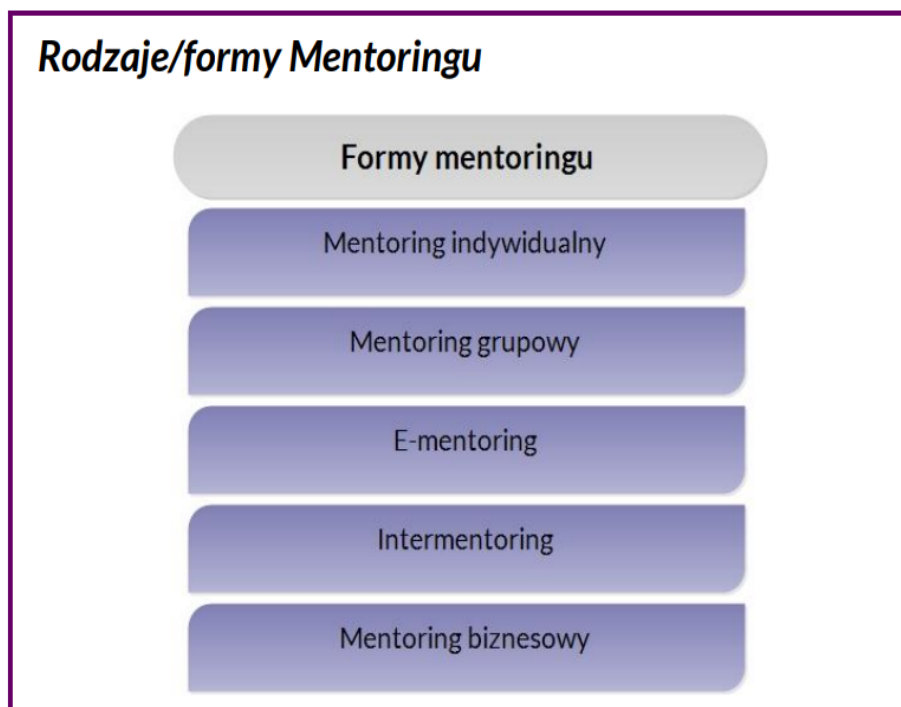 Rodzaje/formy Mentoringu
Formy mentoringu
Mentoring indywidualny
Mentoring grupowy
E-mentoring
Intermentoring
Mentoring biznesowy